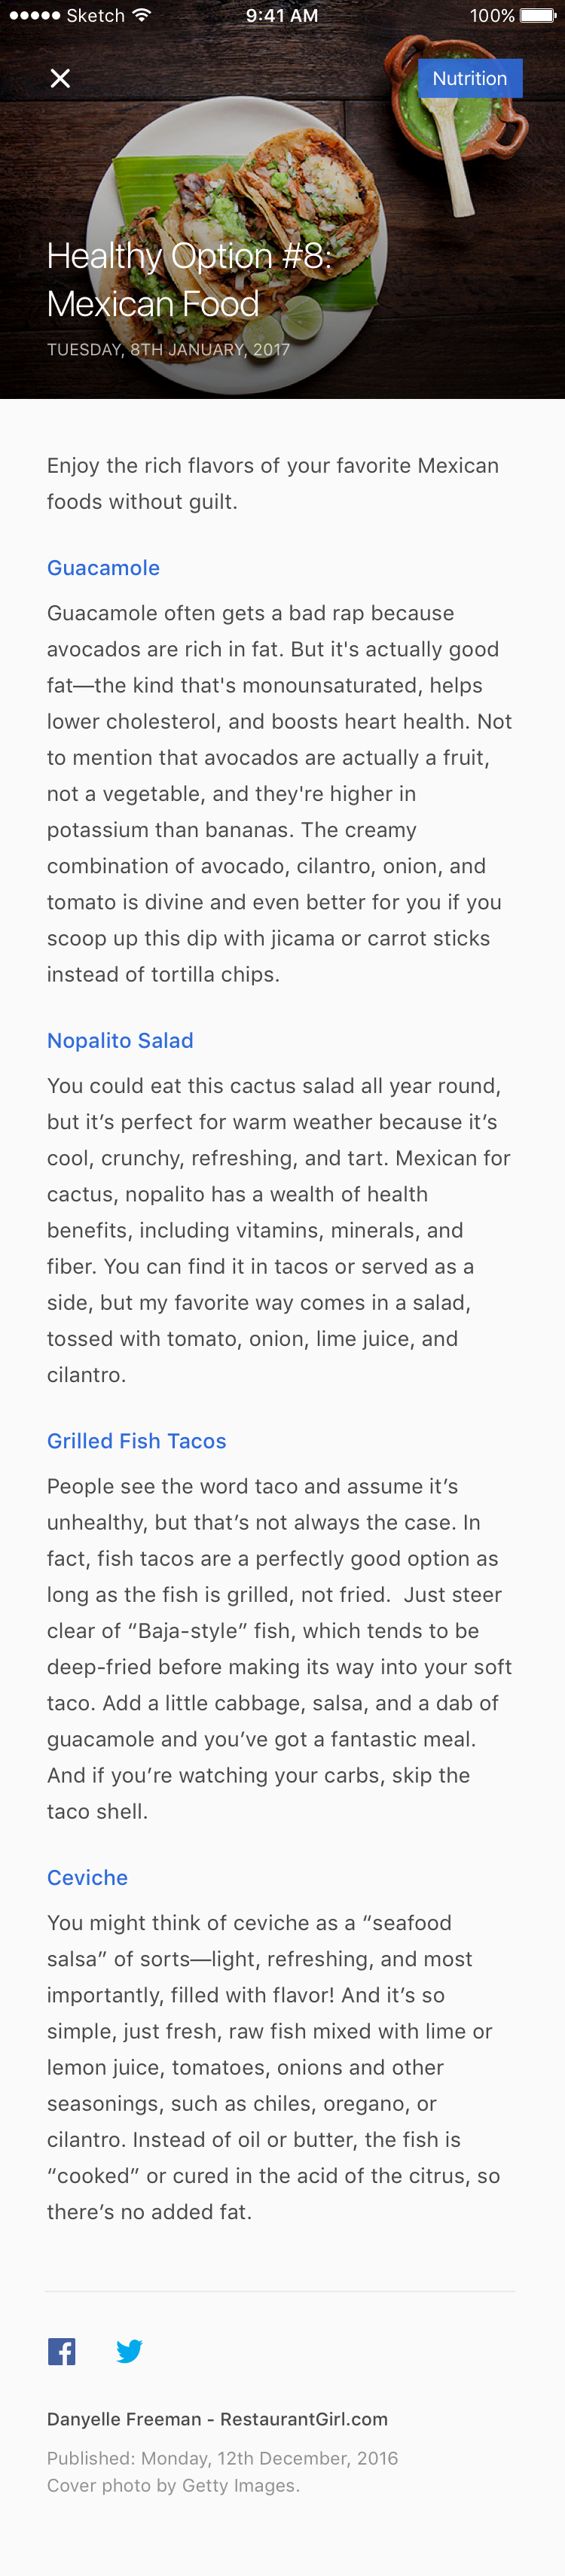 Sketch 9:41 AM 100%
Nutrition
Healthy Option #8:
Mexican Food
TUESDAY, 8TH JANUARY, 2017
Enjoy the rich flavors of your favorite Mexican
foods without guilt.
Guacamole
Guacamole often gets a bad rap because
avocados are rich in fat. But it's actually good
fat—the kind that's monounsaturated, helps
lower cholesterol, and boosts heart health. Not
to mention that avocados are actually a fruit,
not a vegetable, and they're higher in
potassium than bananas. The creamy
combination of avocado, cilantro, onion, and
tomato is divine and even better for you if you
scoop up this dip with jicama or carrot sticks
instead of tortilla chips.
Nopalito Salad
You could eat this cactus salad all year round,
but it’s perfect for warm weather because it’s
cool, crunchy, refreshing, and tart. Mexican for
cactus, nopalito has a wealth of health
benefits, including vitamins, minerals, and
fiber. You can find it in tacos or served as a
side, but my favorite way comes in a salad,
tossed with tomato, onion, lime juice, and
cilantro.
Grilled Fish Tacos
People see the word taco and assume it’s
unhealthy, but that’s not always the case. In
fact, fish tacos are a perfectly good option as
long as the fish is grilled, not fried.  Just steer
clear of “Baja-style” fish, which tends to be
deep-fried before making its way into your soft
taco. Add a little cabbage, salsa, and a dab of
guacamole and you’ve got a fantastic meal.
And if you’re watching your carbs, skip the
taco shell.
Ceviche
You might think of ceviche as a “seafood
salsa” of sorts—light, refreshing, and most
importantly, filled with flavor! And it’s so
simple, just fresh, raw fish mixed with lime or
lemon juice, tomatoes, onions and other
seasonings, such as chiles, oregano, or
cilantro. Instead of oil or butter, the fish is
“cooked” or cured in the acid of the citrus, so
there’s no added fat.
Danyelle Freeman - RestaurantGirl.com
Published: Monday, 12th December, 2016
Cover photo by Getty Images.